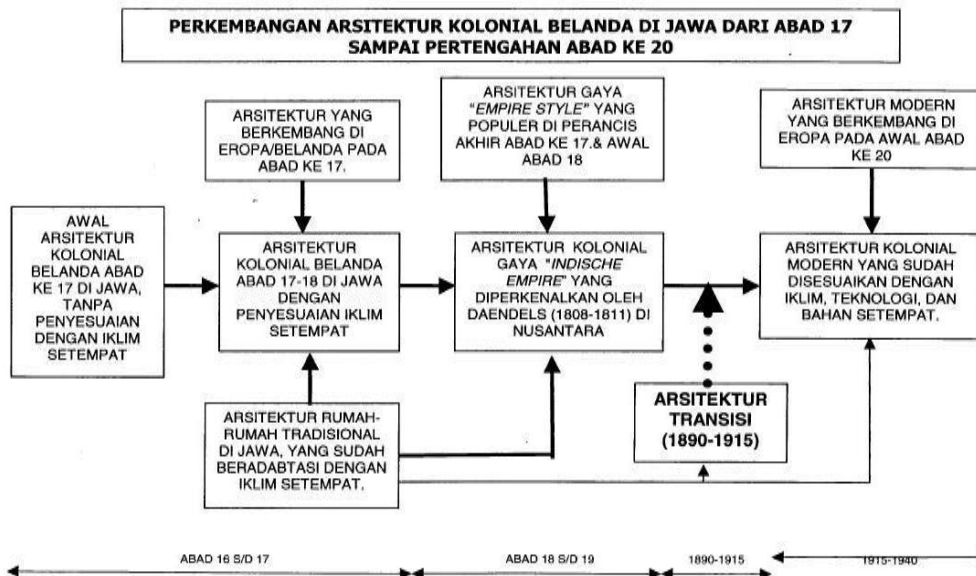 PERKEMBANGAN ARSITEKTUR KOLONIAL BELANDA DI JAWA DARI ABAD 17
SAMPAI PERTENGAHAN ABAD KE 20
ARSITEKTUR YANG
BERKEMBANG DI
EROPA/BELANDA PADA
ABAD KE 17.
ARSITEKTUR GAYA
"EMPIRE STYLE" YANG
POPULER DI PERANCIS
AKHIR ABAD KE 17.& AWAL
ABAD 18
ARSITEKTUR MODERN
YANG BERKEMBANG DI
EROPA PADA AWAL ABAD
KE 20
AWAL
ARSITEKTUR
KOLONIAL
BELANDA ABAD
KE 17 DI JAWA,
TANPA
PENYESUAIAN
DENGAN IKLIM
SETEMPAT
ARSITEKTUR
KOLONIAL BELANDA
ABAD 17-18 DI JAWA
DENGAN
PENYESUAIAN IKLIM
SETEMPAT
ARSITEKTUR KOLONIAL
GAYA "INDISCHE
EMPIRE" YANG
DIPERKENALKAN OLEH
DAENDELS (1808-1811) DI
NUSANTARA
ARSITEKTUR KOLONIAL
MODERN YANG SUDAH
DISESUAIKAN DENGAN
IKLIM, TEKNOLOGI, DAN
BAHAN SETEMPAT.
ARSITEKTUR RUMAH-
RUMAH TRADISIONAL
DI JAWA, YANG SUDAH
BERADABTASI DENGAN
IKLIM SETEMPAT.
ARSITEKTUR
TRANSISI
(1890-1915)
ABAD 16 S/D 17
ABAD 18 S/D 19
1890-1915
1915-1940